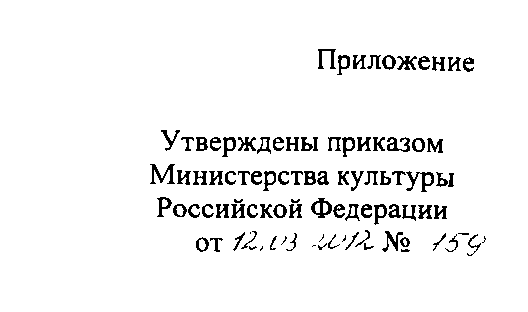 Приложение
Утверждены приказом
Министерства культуры
Российской Федерации
от 12.03 2012 № 159